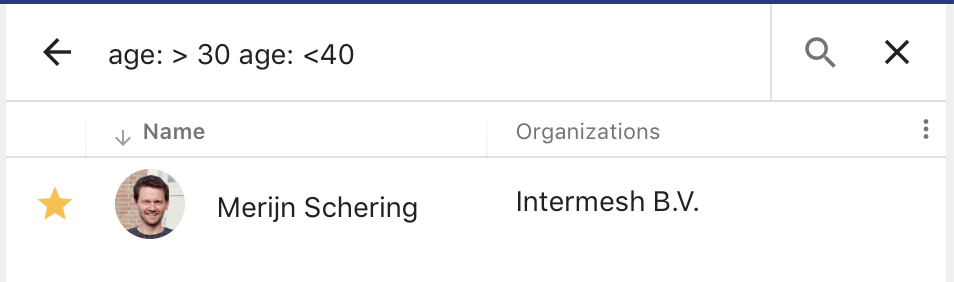 age: > 30 age: <40
Name Organizations
Merijn Schering Intermesh B.V.